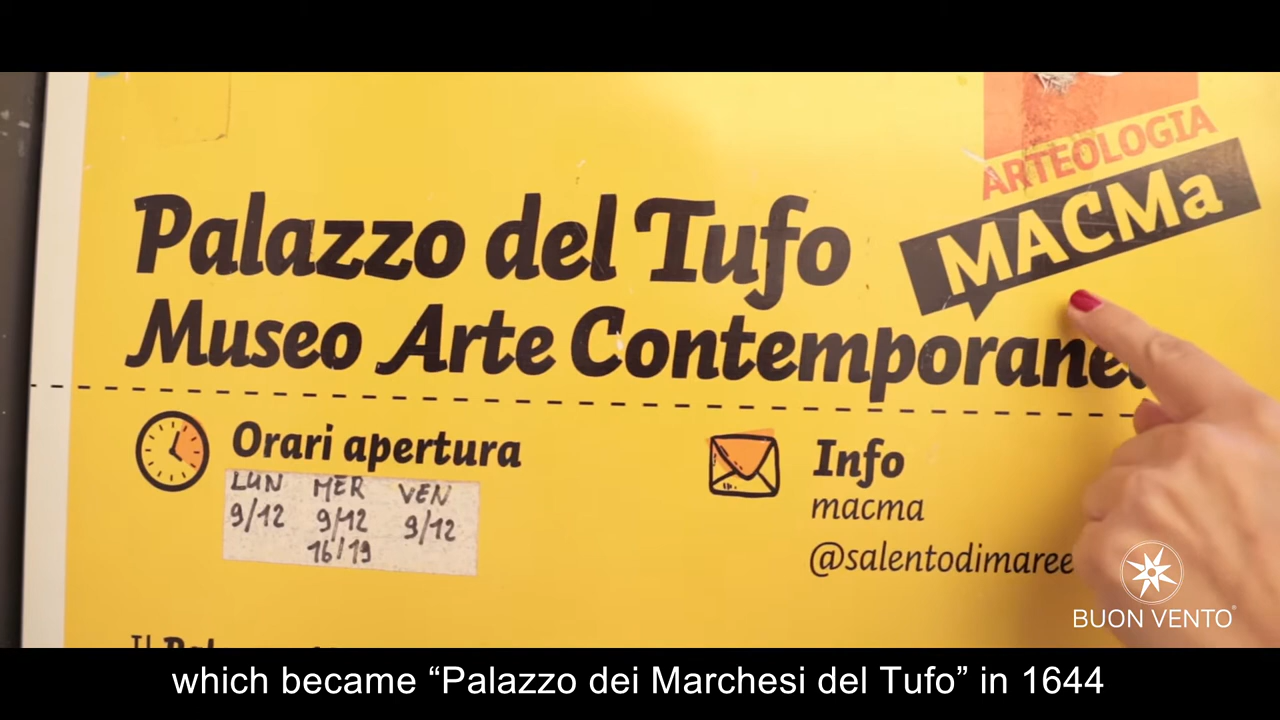 ARTEOLOGIA
MACMa
Palazzo del Tufo
Museo Arte
Orari apertura
LUN MER VEN
9/12 9/12 9/12
16/19
Info
macma
@salentodimaree
BUON VENTO
Il
which became “Palazzo dei Marchesi del Tufo” in 1644